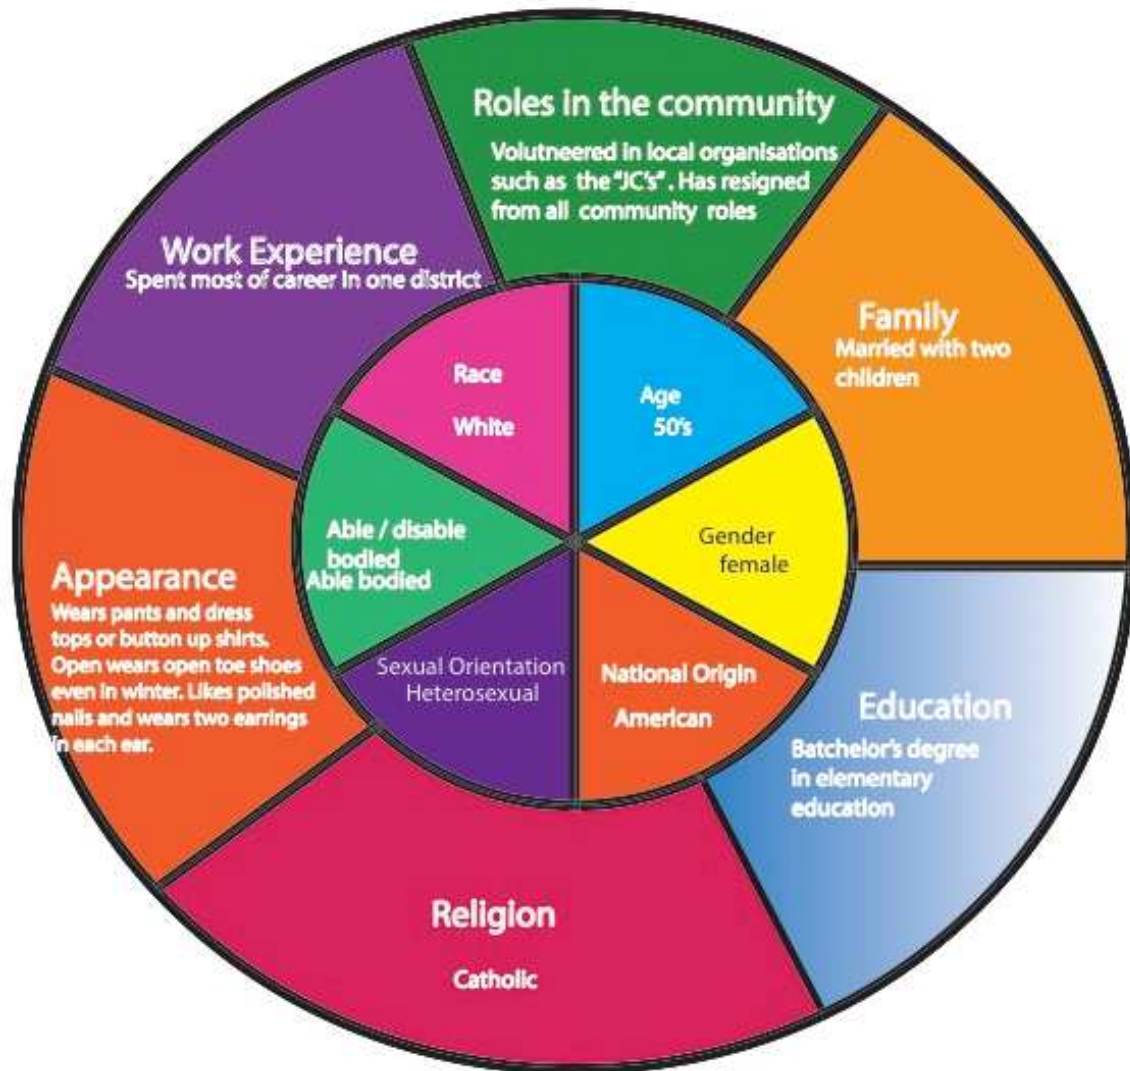 Roles in the community
Volutneered in local organisations
such as the "JC's" . Has resigned
from all community roles
Family
Married with two
children
Education
Batchelor's degree
in elementary
education
Religion
Catholic
Appearance
Wears pants and dress
tops or button up shirts.
Open wears open toe shoes
even in winter. Likes polished
nails and wears two earrings
in each ear.
Work Experience
Spent most of career in one district
Race
White
Age
50's
Gender
female
National Origin
American
Sexual Orientation
Heterosexual
Able / disable
bodied
Able bodied